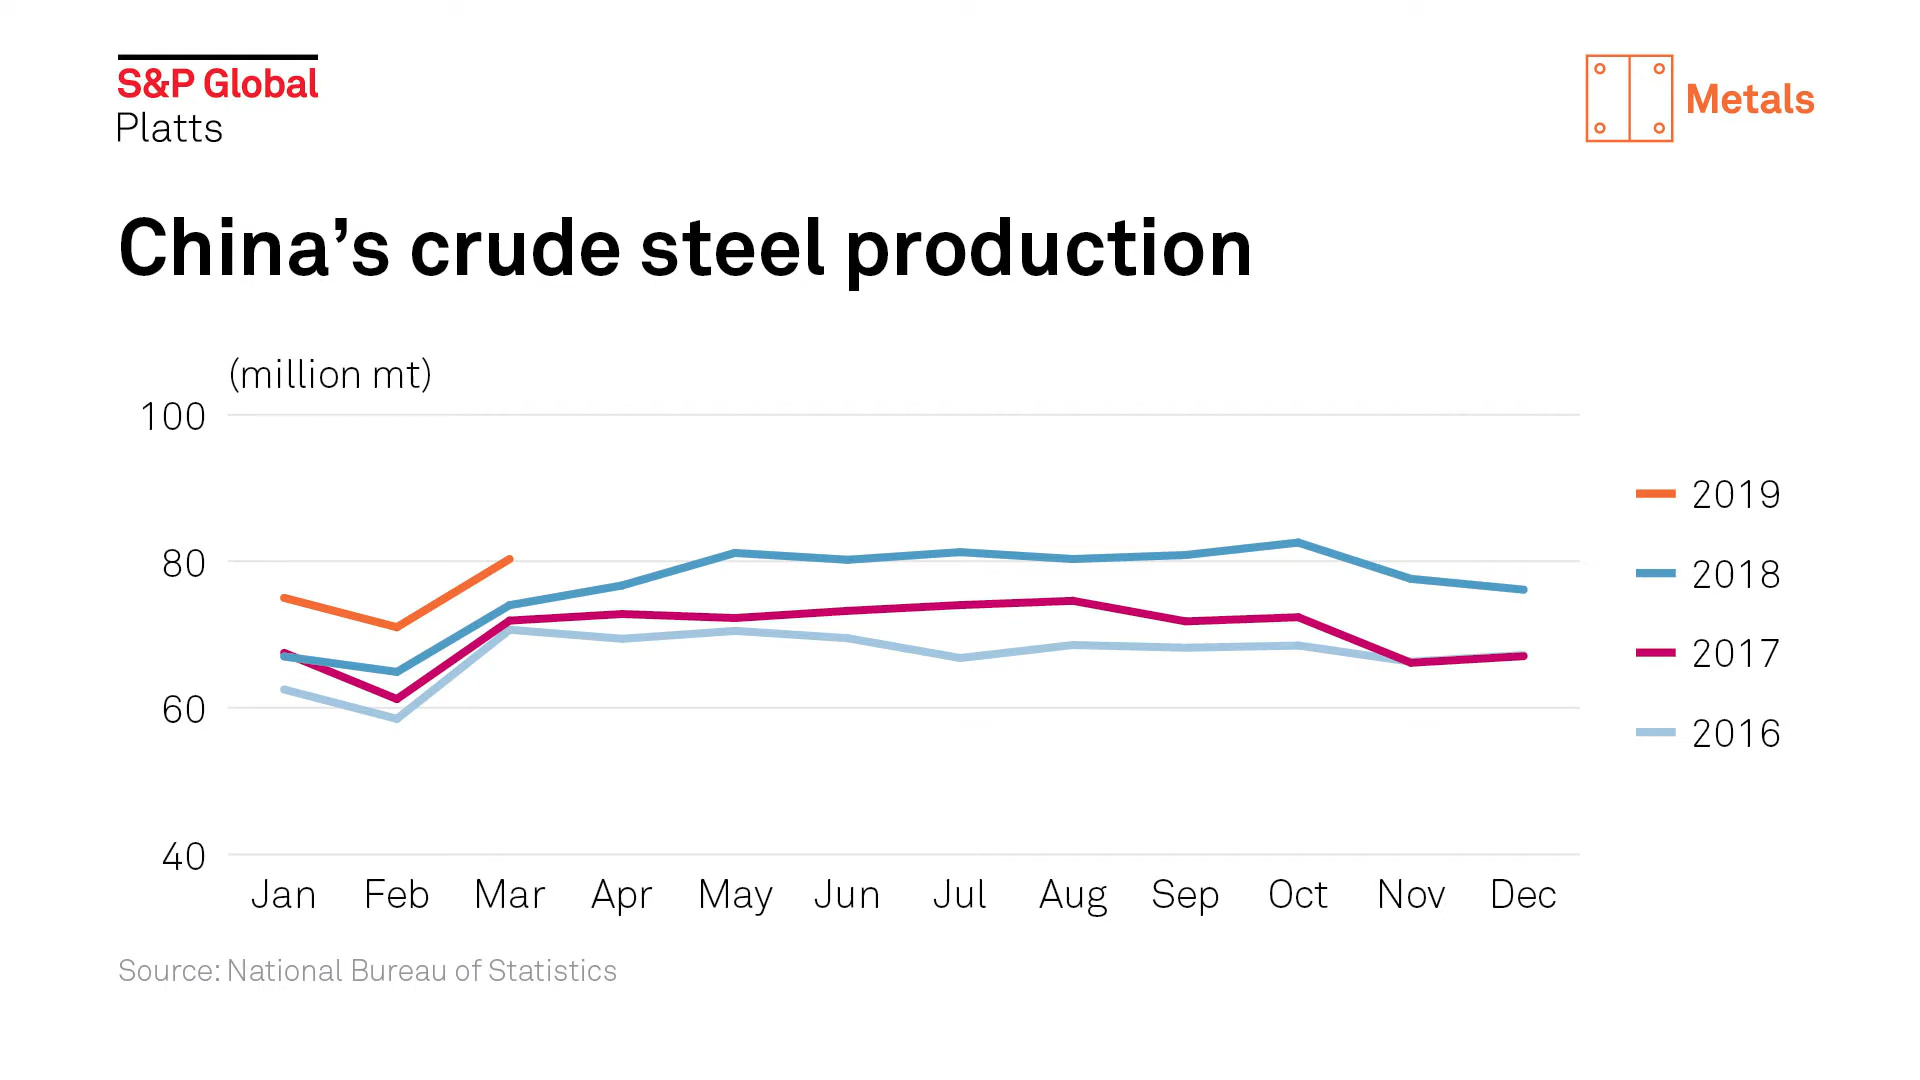 S&P Global
Platts
Metals
China’s crude steel production
(million mt)
100
80
60
40
Jan Feb Mar Apr May Jun Jul Aug Sep Oct Nov Dec
2019
2018
2017
2016
Source: National Bureau of Statistics